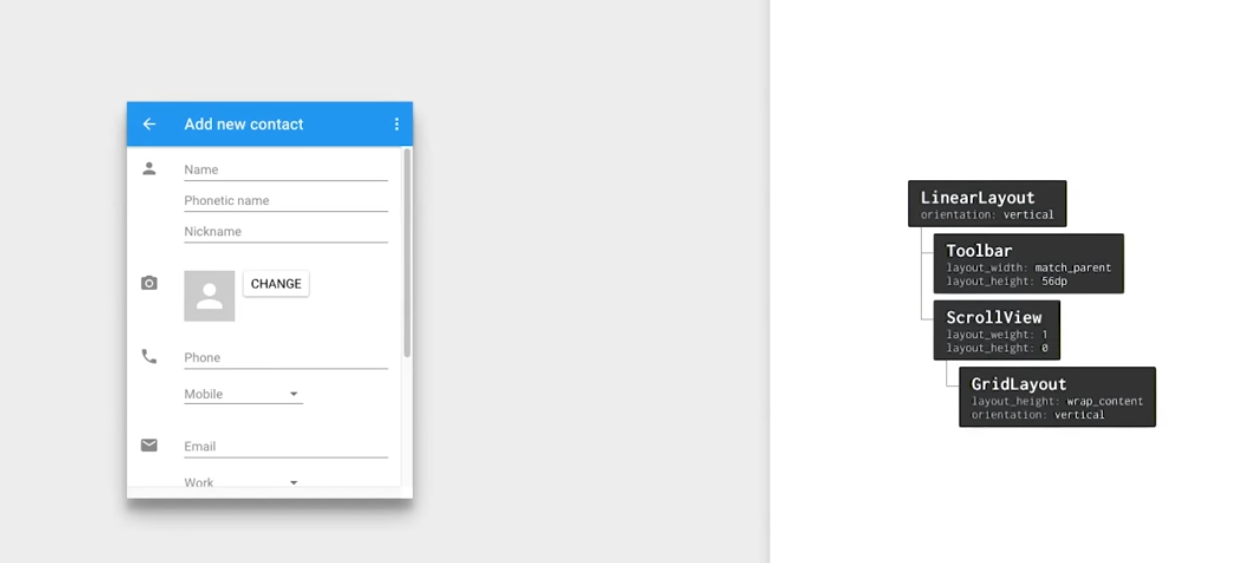 Add new contact
Name
Phonetic name
Nickname
CHANGE
Phone
Mobile
Email
Work
LinearLayout
orientation: vertical
Toolbar
layout_width: match_parent
layout_height: 56dp
ScrollView
layout_weight: 1
layout_height: 0
GridLayout
layout_height: wrap_content
orientation: vertical